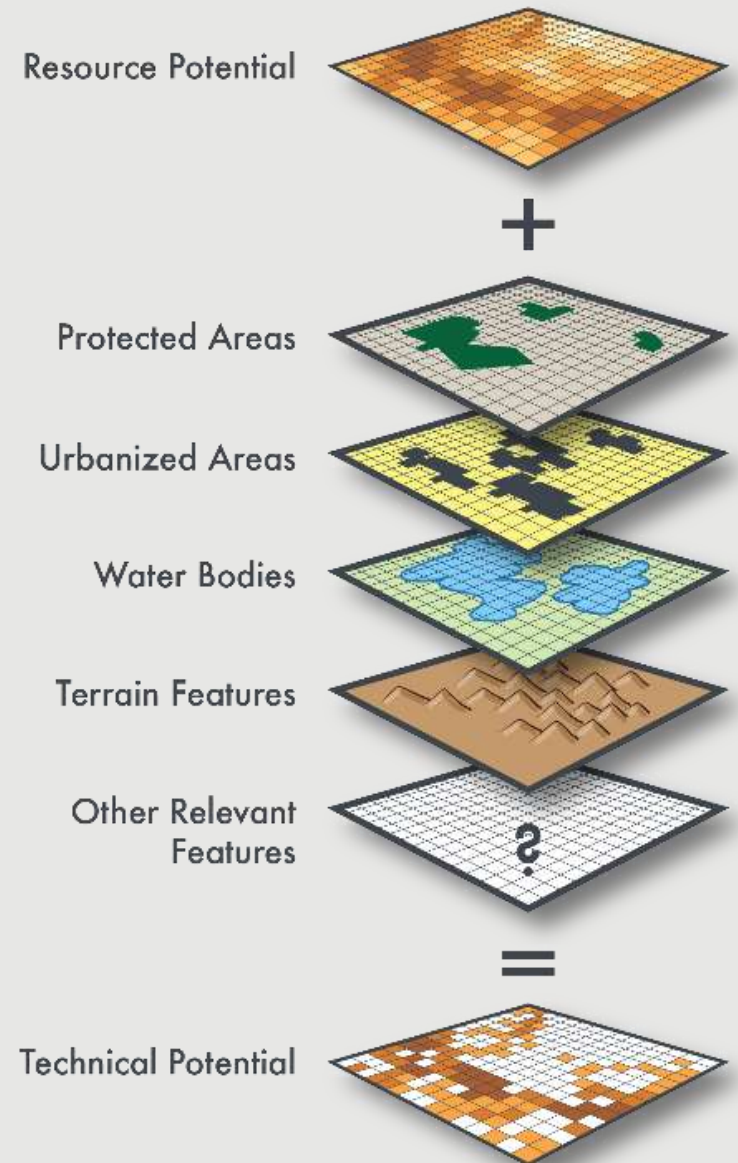 Resource Potential
+
Protected Areas
Urbanized Areas
Water Bodies
Terrain Features
Other Relevant
Features
?
=
Technical Potential